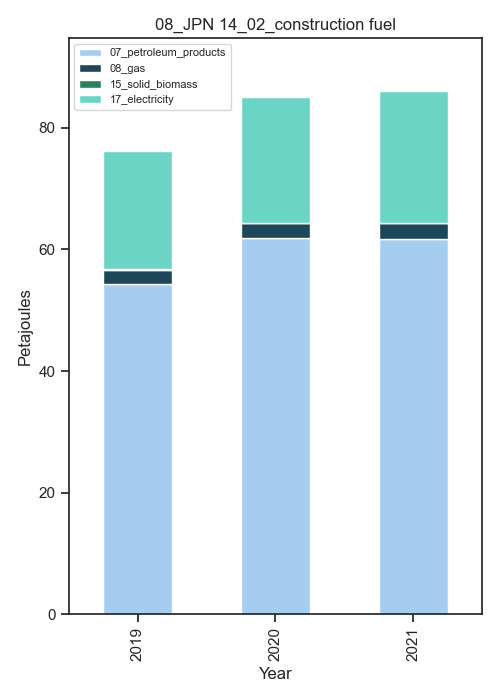 08_JPN 14_02_construction fuel
07_petroleum_products
08_gas
15_solid_biomass
17_electricity
Petajoules
80
60
40
20
0
2019
2020
2021
Year